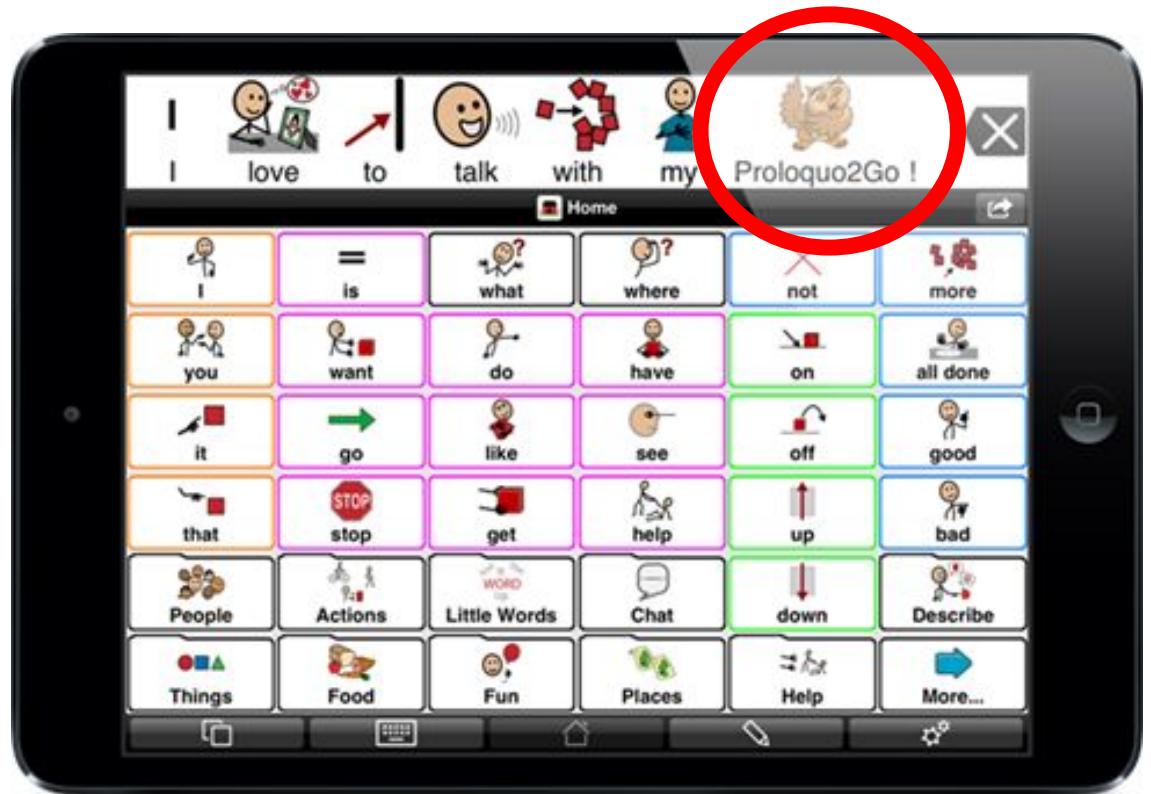 I love to talk with my Proloquo2Go !
Home
I is what where not more
you want do have on all done
it go like see off good
STOP
that stop get help up bad
WORD
People Actions Little Words Chat down Describe
Things Food Fun Places Help More...